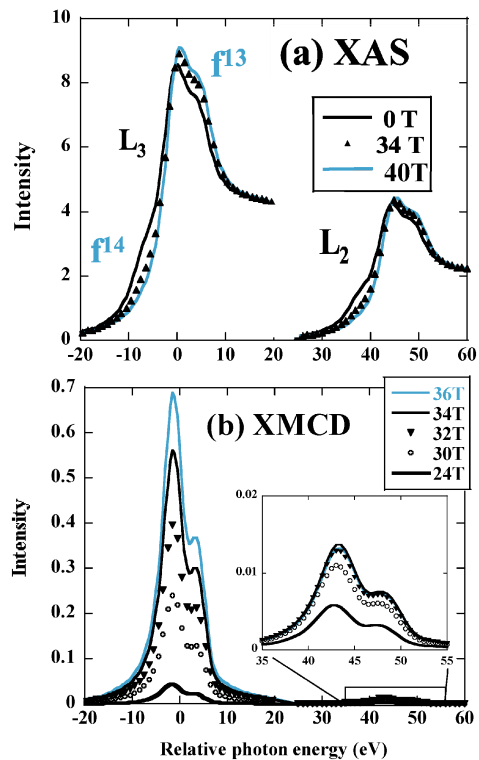 10
8
6
4
2
0
Intensity
(a) XAS
f13
L3
f14
L2
0 T
34 T
40T
-20 -10 0 10 20 30 40 50 60
0.7
0.6
0.5
0.4
0.3
0.2
0.1
0
Intensity
(b) XMCD
36T
34T
32T
30T
24T
0.02
0.01
0
35 40 45 50 55
-20 -10 0 10 20 30 40 50 60
Relative photon energy (eV)